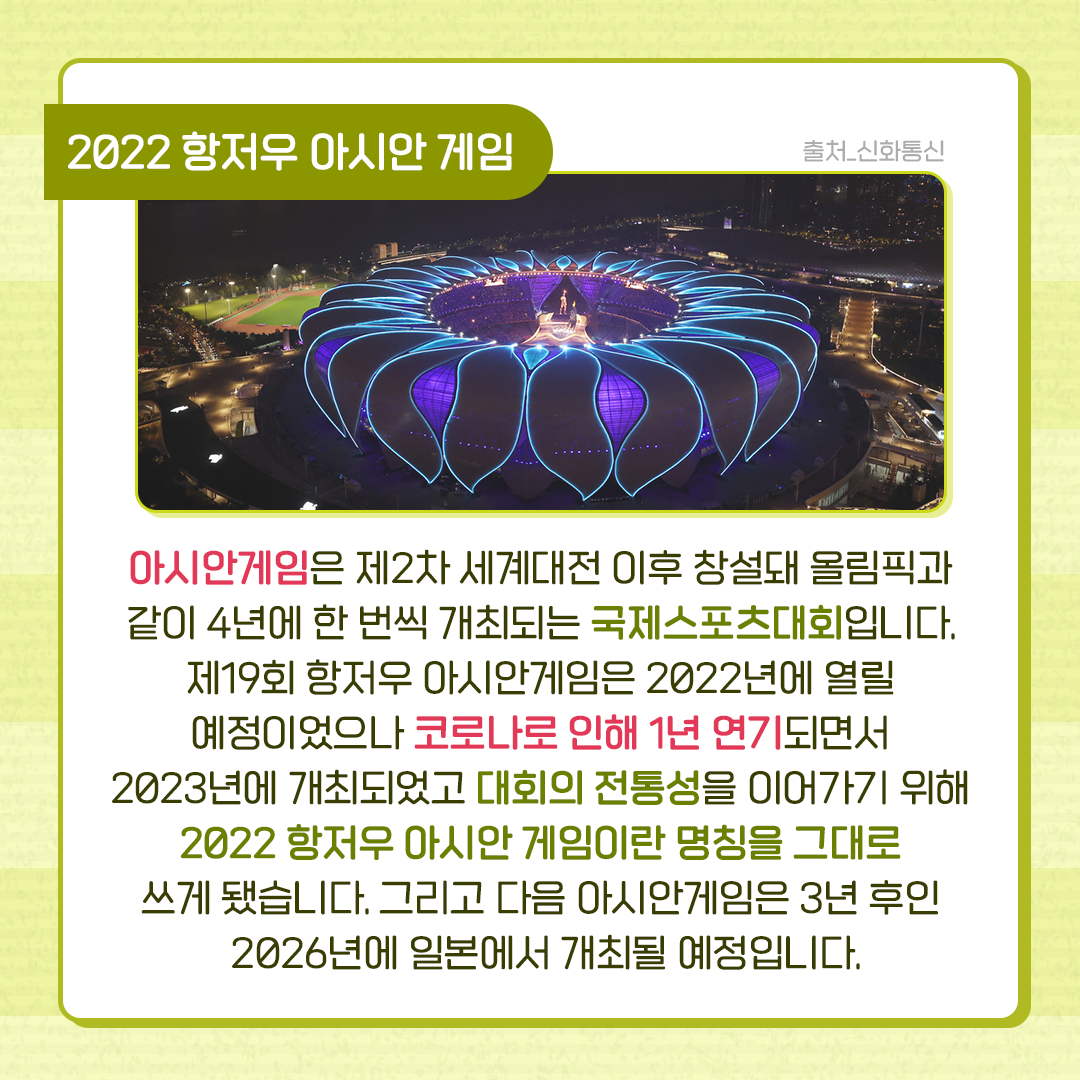 2022 항저우 아시안 게임
출처_신화통신
아시안게임은 제2차 세계대전 이후 창설돼 올림픽과
같이 4년에 한 번씩 개최되는 국제스포츠대회입니다.
제19회 항저우 아시안게임은 2022년에 열릴
예정이었으나 코로나로 인해 1년 연기되면서
2023년에 개최되었고 대회의 전통성을 이어가기 위해
2022 항저우 아시안 게임이란 명칭을 그대로
쓰게 됐습니다. 그리고 다음 아시안게임은 3년 후인
2026년에 일본에서 개최될 예정입니다.